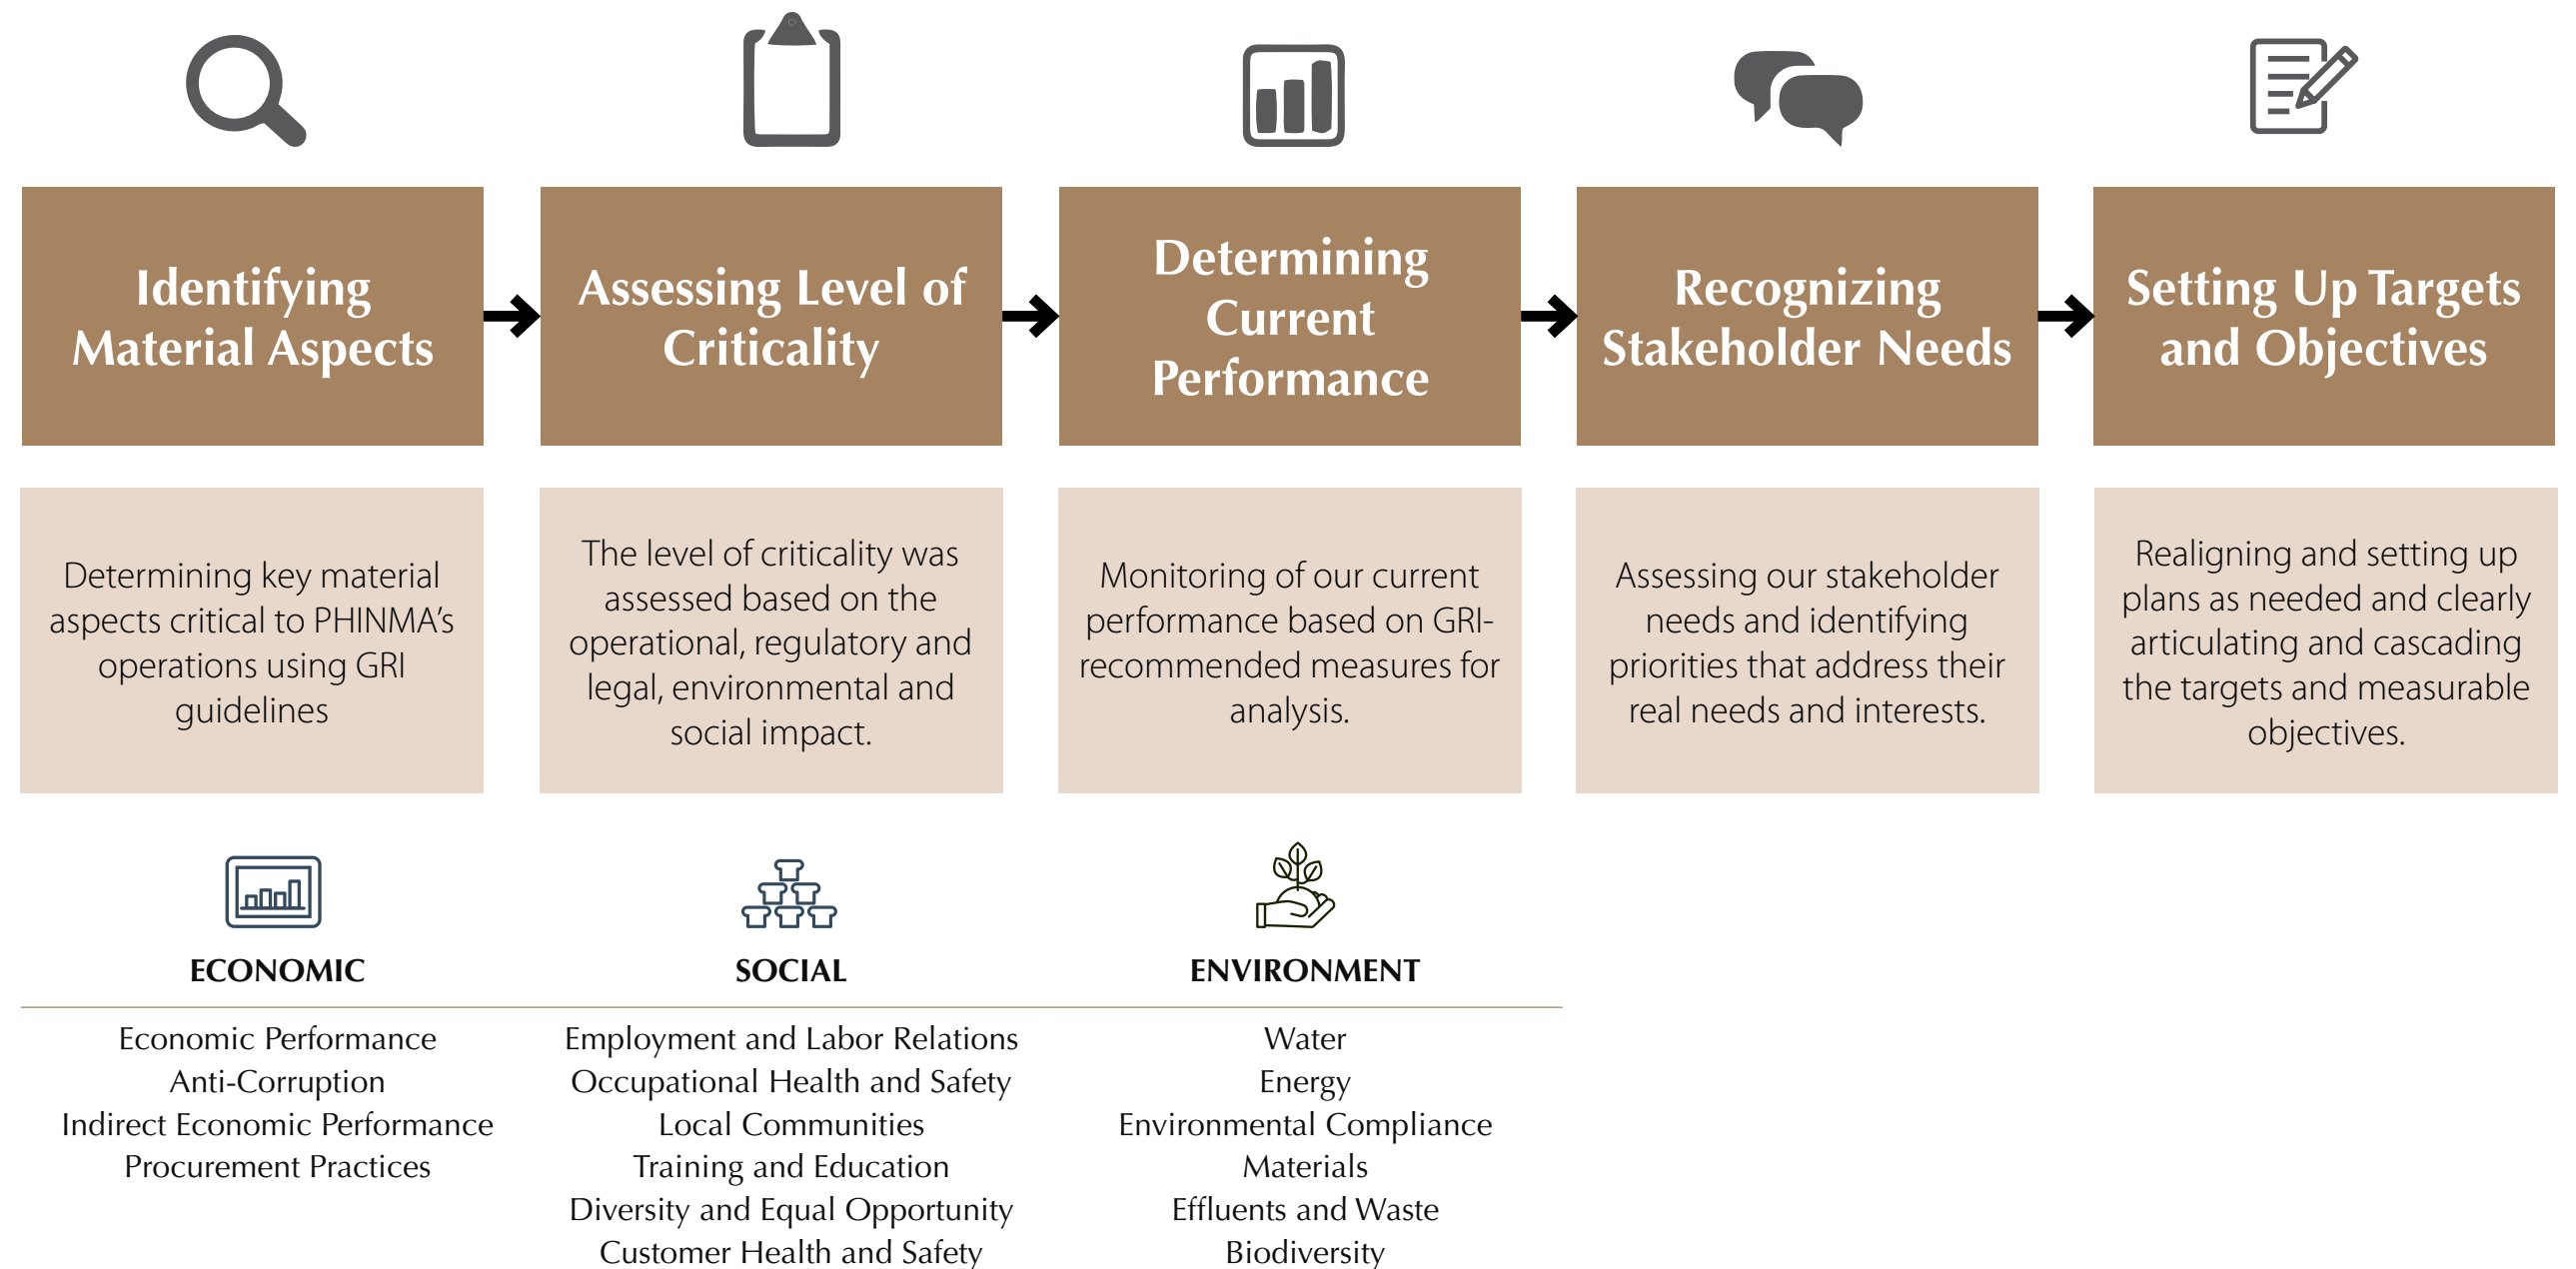 Identifying
Material Aspects
Assessing Level of
Criticality
Determining
Current
Performance
Recognizing
Stakeholder Needs
Setting Up Targets
and Objectives
Determining key material
aspects critical to PHINMA’s
operations using GRI
guidelines
The level of criticality was
assessed based on the
operational, regulatory and
legal, environmental and
social impact.
Monitoring of our current
performance based on GRI-
recommended measures for
analysis.
Assessing our stakeholder
needs and identifying
priorities that address their
real needs and interests.
Realigning and setting up
plans as needed and clearly
articulating and cascading
the targets and measurable
objectives.
ECONOMIC
Economic Performance
Anti-Corruption
Indirect Economic Performance
Procurement Practices
SOCIAL
Employment and Labor Relations
Occupational Health and Safety
Local Communities
Training and Education
Diversity and Equal Opportunity
Customer Health and Safety
ENVIRONMENT
Water
Energy
Environmental Compliance
Materials
Effluents and Waste
Biodiversity